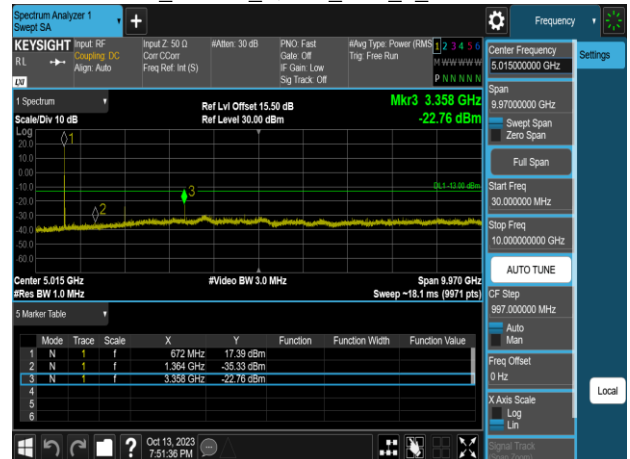 Spectrum Analyzer 1
Swept SA
Frequency
KEYSIGHT
RL
LXI
Input: RF
Coupling: DC
Align: Auto
Input Z: 50 Ω
Corr CCorr
Freq Ref: Int (S)
#Atten: 30 dB
PNO: Fast
Gate: Off
IF Gain: Low
Sig Track: Off
#Avg Type: Power (RMS)
Trig: Free Run
1 2 3 4 5 6
M W W W W W
P N N N N N
Center Frequency
5.015000000 GHz
Settings
Span
9.97000000 GHz
Swept Span
Zero Span
Full Span
Start Freq
30.000000 MHz
Stop Freq
10.000000000 GHz
AUTO TUNE
CF Step
997.000000 MHz
Auto
Man
Freq Offset
0 Hz
X Axis Scale
Log
Lin
Signal Track
(Span Zoom)
Local
1 Spectrum
Scale/Div 10 dB
Ref Lvl Offset 15.50 dB
Ref Level 30.00 dBm
Mkr3 3.358 GHz
-22.76 dBm
Log
20.0
10.0
0.00
-10.0
-20.0
-30.0
-40.0
-50.0
-60.0
1
2
3
DL1 -13.00 dBm
Center 5.015 GHz
#Video BW 3.0 MHz
Span 9.970 GHz
#Res BW 1.0 MHz
Sweep ~18.1 ms (9971 pts)
5 Marker Table
Mode Trace Scale X Y Function Function Width Function Value
1 N 1 f 672 MHz 17.39 dBm
2 N 1 f 1.364 GHz -35.33 dBm
3 N 1 f 3.358 GHz -22.76 dBm
4
5
6
?
Oct 13, 2023
7:51:36 PM